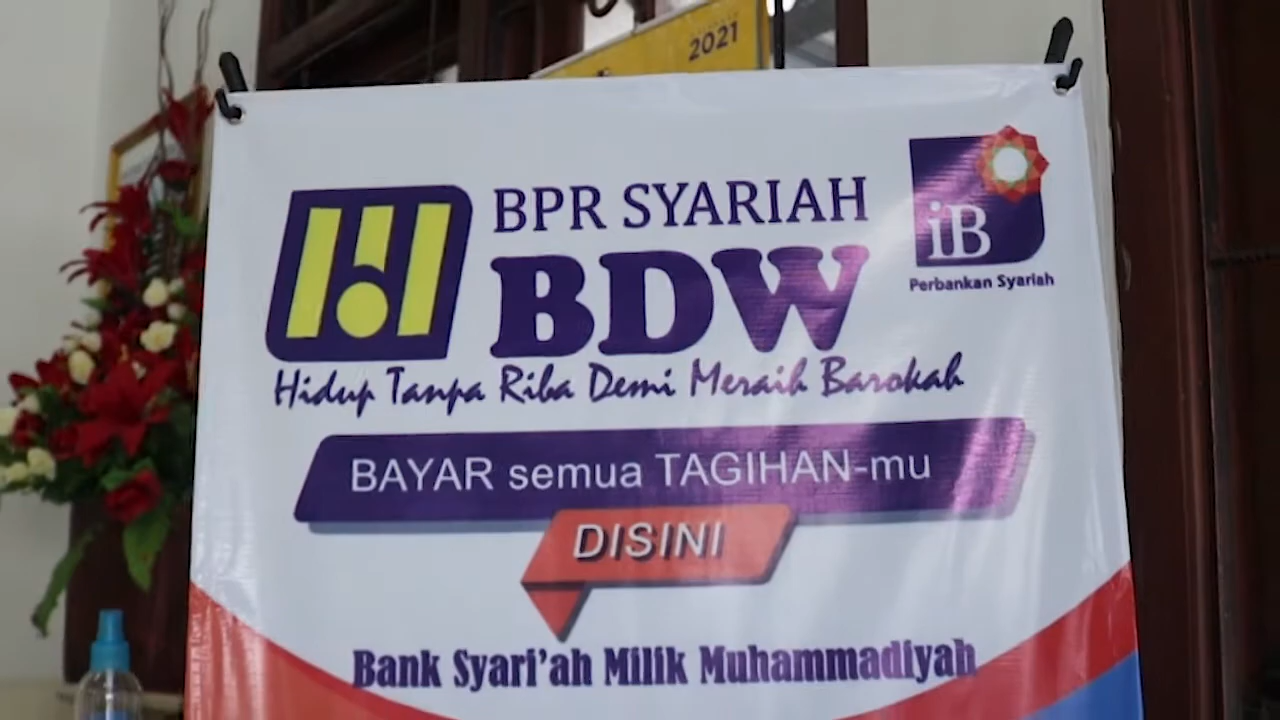 2021
BPR SYARIAH
BDW
iB
Perbankan Syariah
Hidup Tanpa Riba Demi Meraih Barokah
BAYAR semua TAGIHAN-mu
DISINI
Bank Syari'ah Milik Muhammadiyah